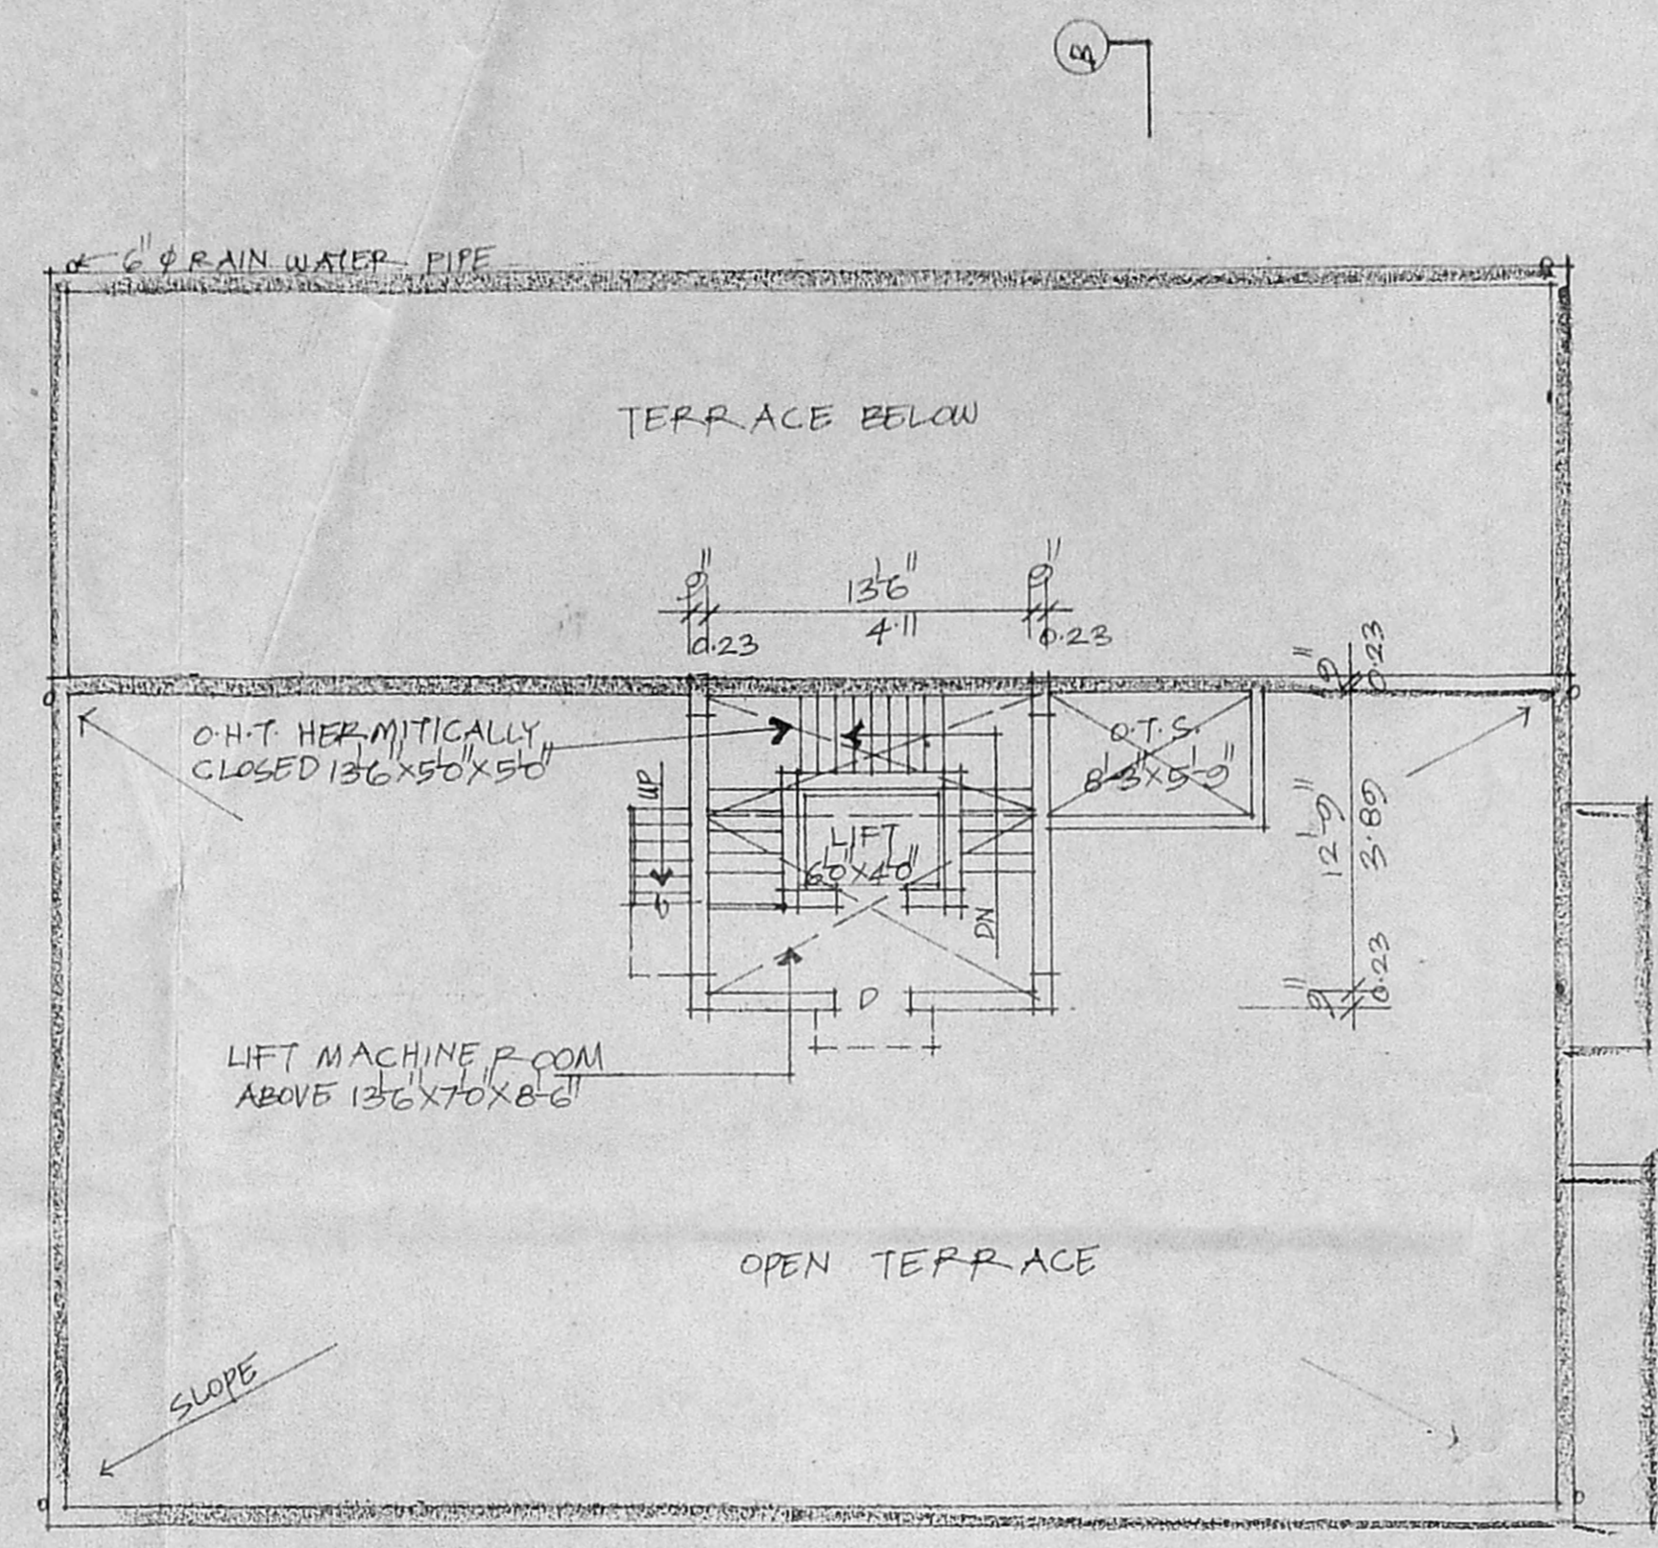 B
6" φ RAIN WATER PIPE
TERRACE BELOW
9" 13'-6" 9"
0.23 4.11 0.23
9"
0.23
O.H.T. HERMITICALLY
CLOSED 13'-6"X5'-0"X5'-0"
O.T.S.
8'-3"X5'-9"
UP
LIFT
6'-0"X4'-0"
12'-9"
3.89
DN
D
9"
0.23
LIFT MACHINE ROOM
ABOVE 13'-6"X7'-0"X8'-6"
OPEN TERRACE
SLOPE